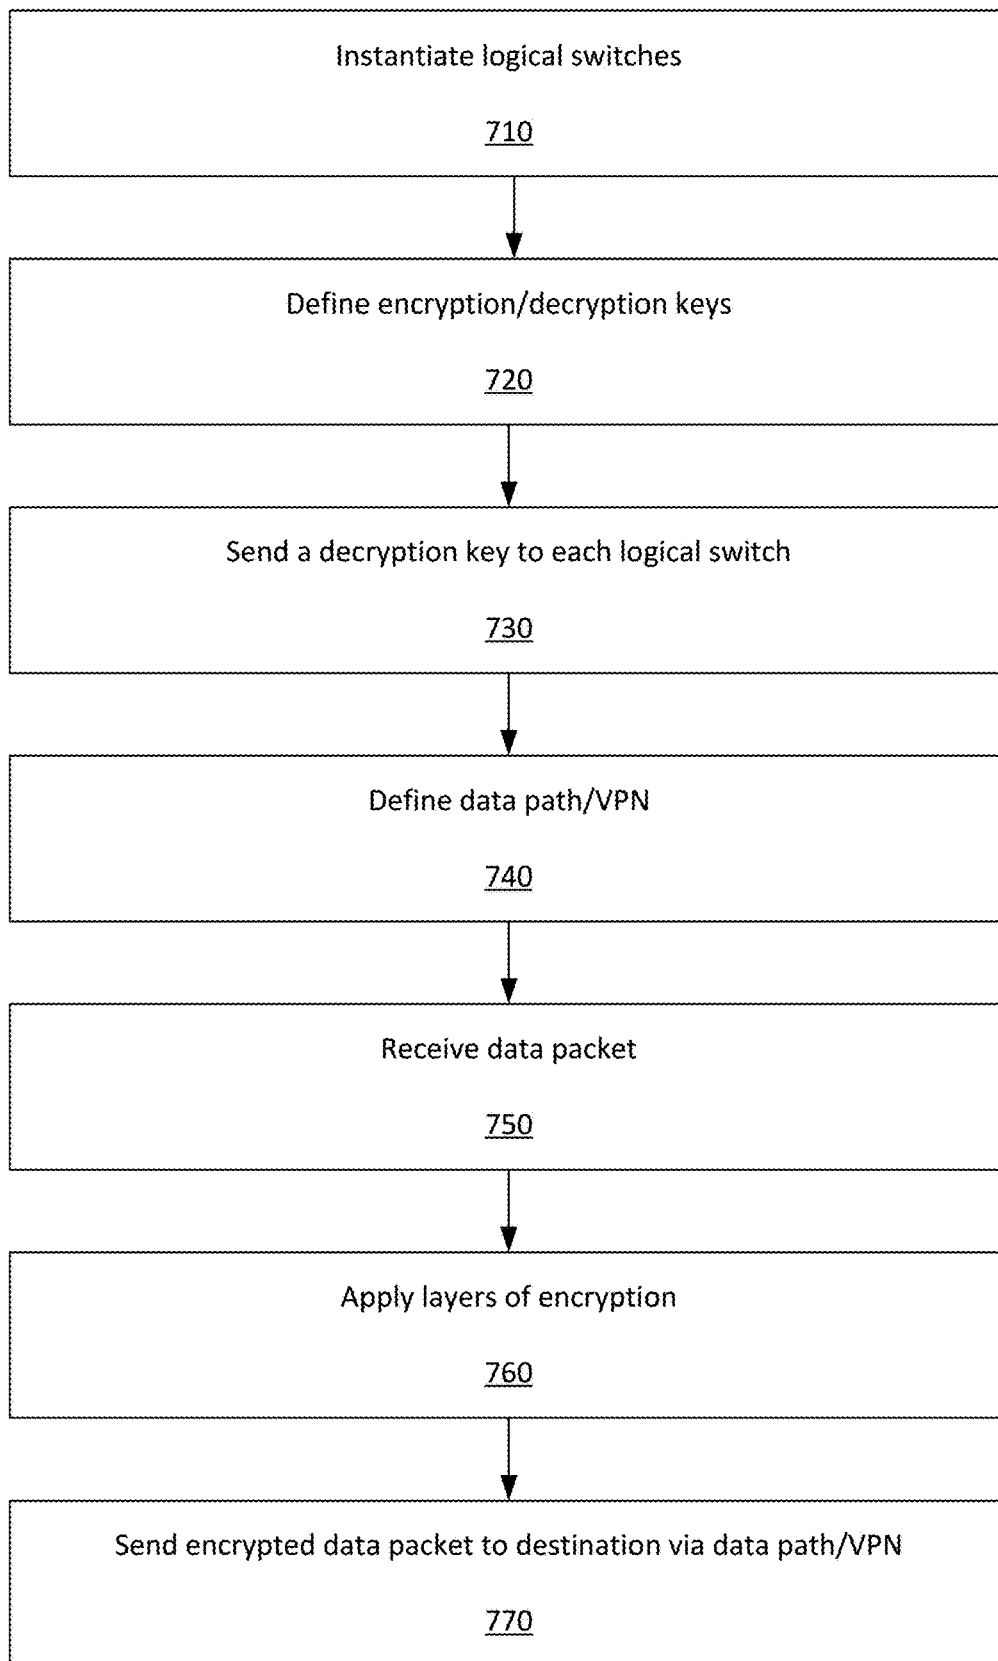 Instantiate logical switches
710
Define encryption/decryption keys
720
Send a decryption key to each logical switch
730
Define data path/VPN
740
Receive data packet
750
Apply layers of encryption
760
Send encrypted data packet to destination via data path/VPN
770